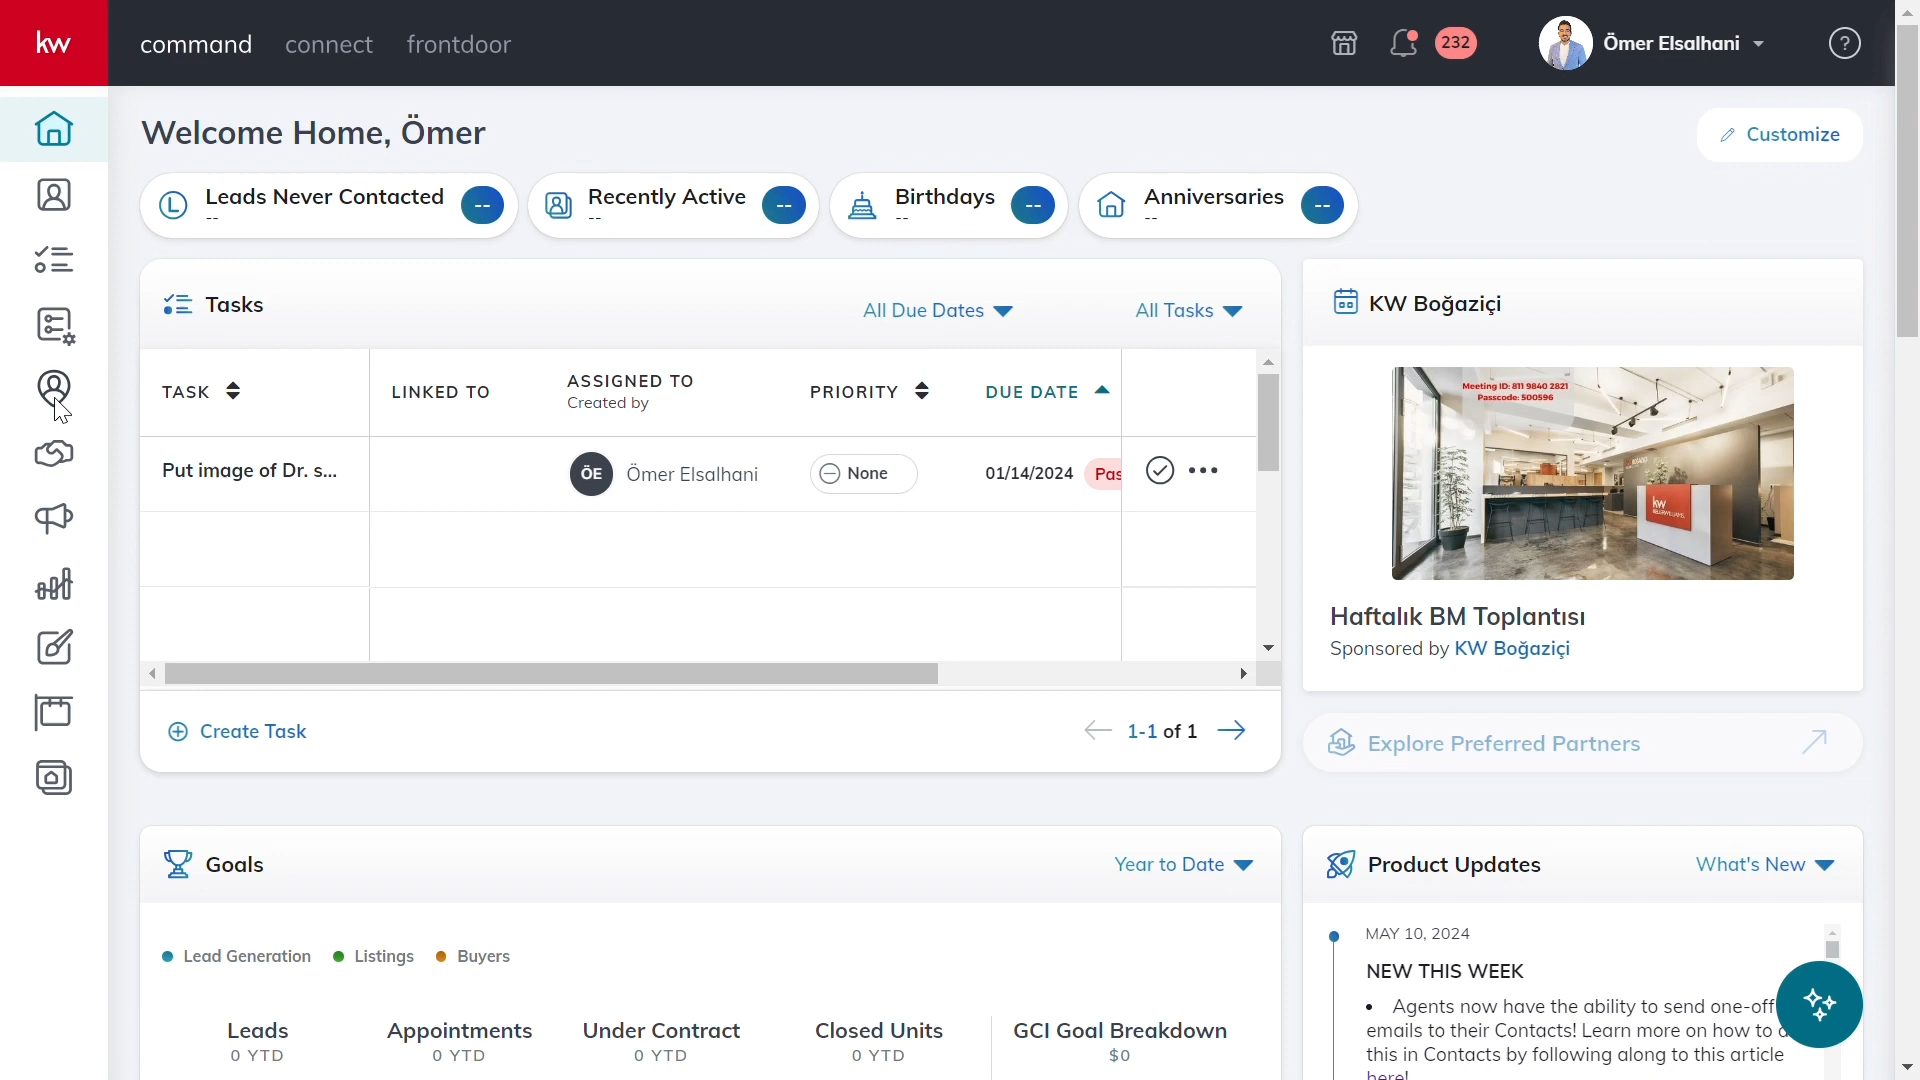 kw
command
connect
frontdoor
232
Ömer Elsalhani
?
Welcome Home, Ömer
Customize
Leads Never Contacted
--
--
Recently Active
--
--
Birthdays
--
--
Anniversaries
--
--
Tasks
All Due Dates
All Tasks
TASK
LINKED TO
ASSIGNED TO
Created by
PRIORITY
DUE DATE
Put image of Dr. s...
ÖE
Ömer Elsalhani
None
01/14/2024
Pas
Create Task
1-1 of 1
KW Boğaziçi
Meeting ID: 811 9840 2821
Passcode: 500596
kw
Haftalık BM Toplantısı
Sponsored by KW Boğaziçi
Explore Preferred Partners
Goals
Year to Date
Lead Generation
Listings
Buyers
Leads
0 YTD
Appointments
0 YTD
Under Contract
0 YTD
Closed Units
0 YTD
GCI Goal Breakdown
$0
Product Updates
What's New
MAY 10, 2024
NEW THIS WEEK
• Agents now have the ability to send one-off
emails to their Contacts! Learn more on how to d
this in Contacts by following along to this article
here!